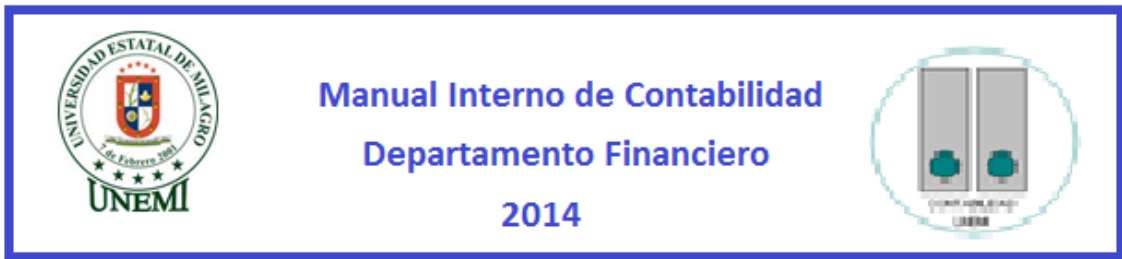 UNIVERSIDAD ESTATAL DE MILAGRO
7 de Febrero 2001
UNEMI
Manual Interno de Contabilidad
Departamento Financiero
2014